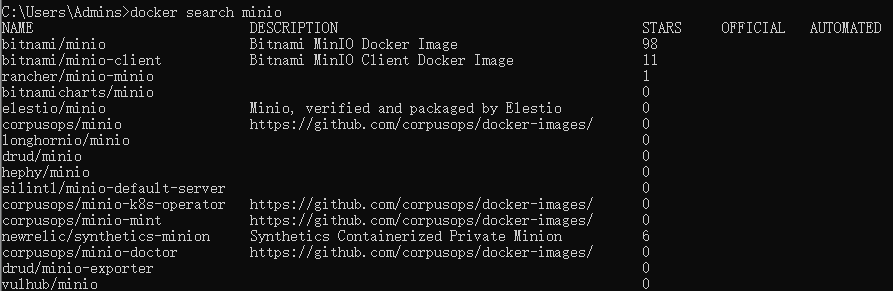 C:\Users\Admins>docker search minio
NAME DESCRIPTION STARS OFFICIAL AUTOMATED
bitnami/minio Bitnami MinIO Docker Image 98
bitnami/minio-client Bitnami MinIO Client Docker Image 11
rancher/minio-minio 1
bitnamicharts/minio 0
elestio/minio Minio, verified and packaged by Elestio 0
corpusops/minio https://github.com/corpusops/docker-images/ 0
longhornio/minio 0
drud/minio 0
hephy/minio 0
silintl/minio-default-server 0
corpusops/minio-k8s-operator https://github.com/corpusops/docker-images/ 0
corpusops/minio-mint https://github.com/corpusops/docker-images/ 0
newrelic/synthetics-minion Synthetics Containerized Private Minion 6
corpusops/minio-doctor https://github.com/corpusops/docker-images/ 0
drud/minio-exporter 0
vulhub/minio 0